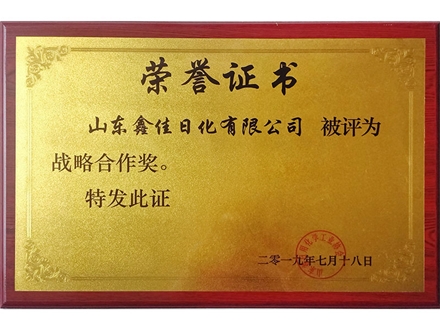 荣誉证书
山东鑫佳日化有限公司 被评为
战略合作奖。
特发此证
二零一九年七月十八日